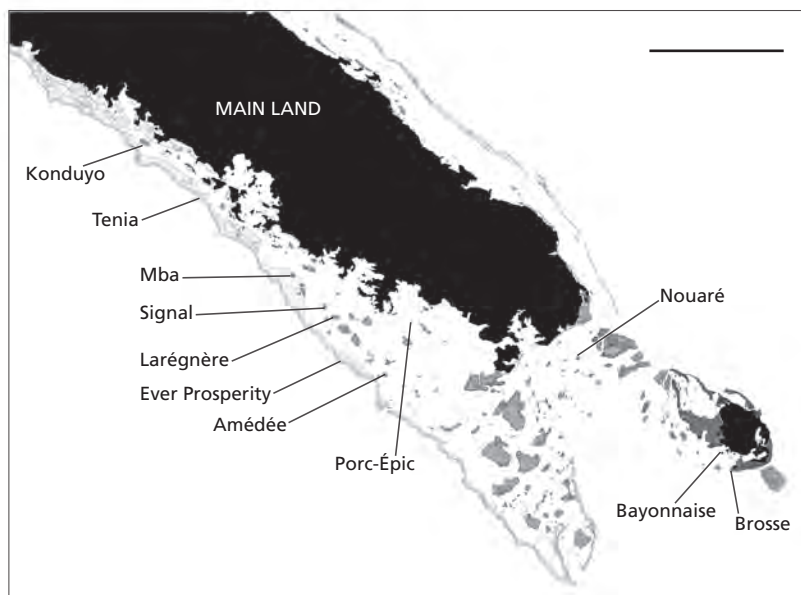 MAIN LAND
Konduyo
Tenia
Mba
Signal
Larégnère
Ever Prosperity
Amédée
Porc-Épic
Nouaré
Bayonnaise
Brosse